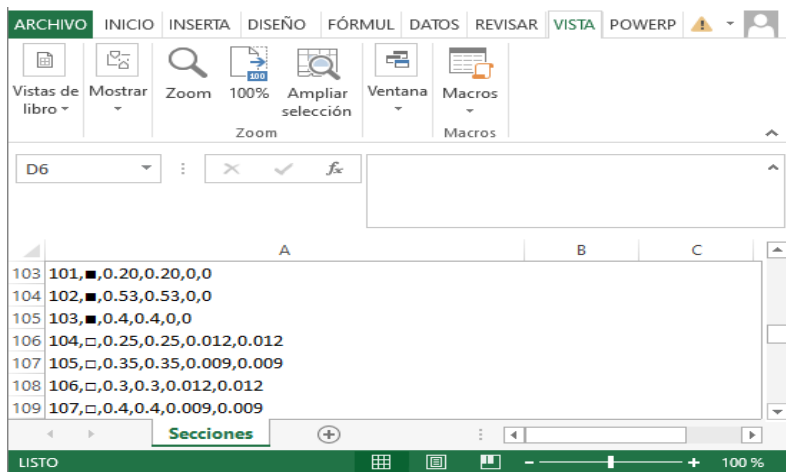 ARCHIVO INICIO INSERTA DISEÑO FÓRMUL DATOS REVISAR VISTA POWERP
Vistas de libro Mostrar Zoom 100 100% Ampliar selección Ventana Macros
Zoom Macros
D6 fx
A B C
103 101,■,0.20,0.20,0,0
104 102,■,0.53,0.53,0,0
105 103,■,0.4,0.4,0,0
106 104,□,0.25,0.25,0.012,0.012
107 105,□,0.35,0.35,0.009,0.009
108 106,□,0.3,0.3,0.012,0.012
109 107,□,0.4,0.4,0.009,0.009
Secciones
LISTO 100 %